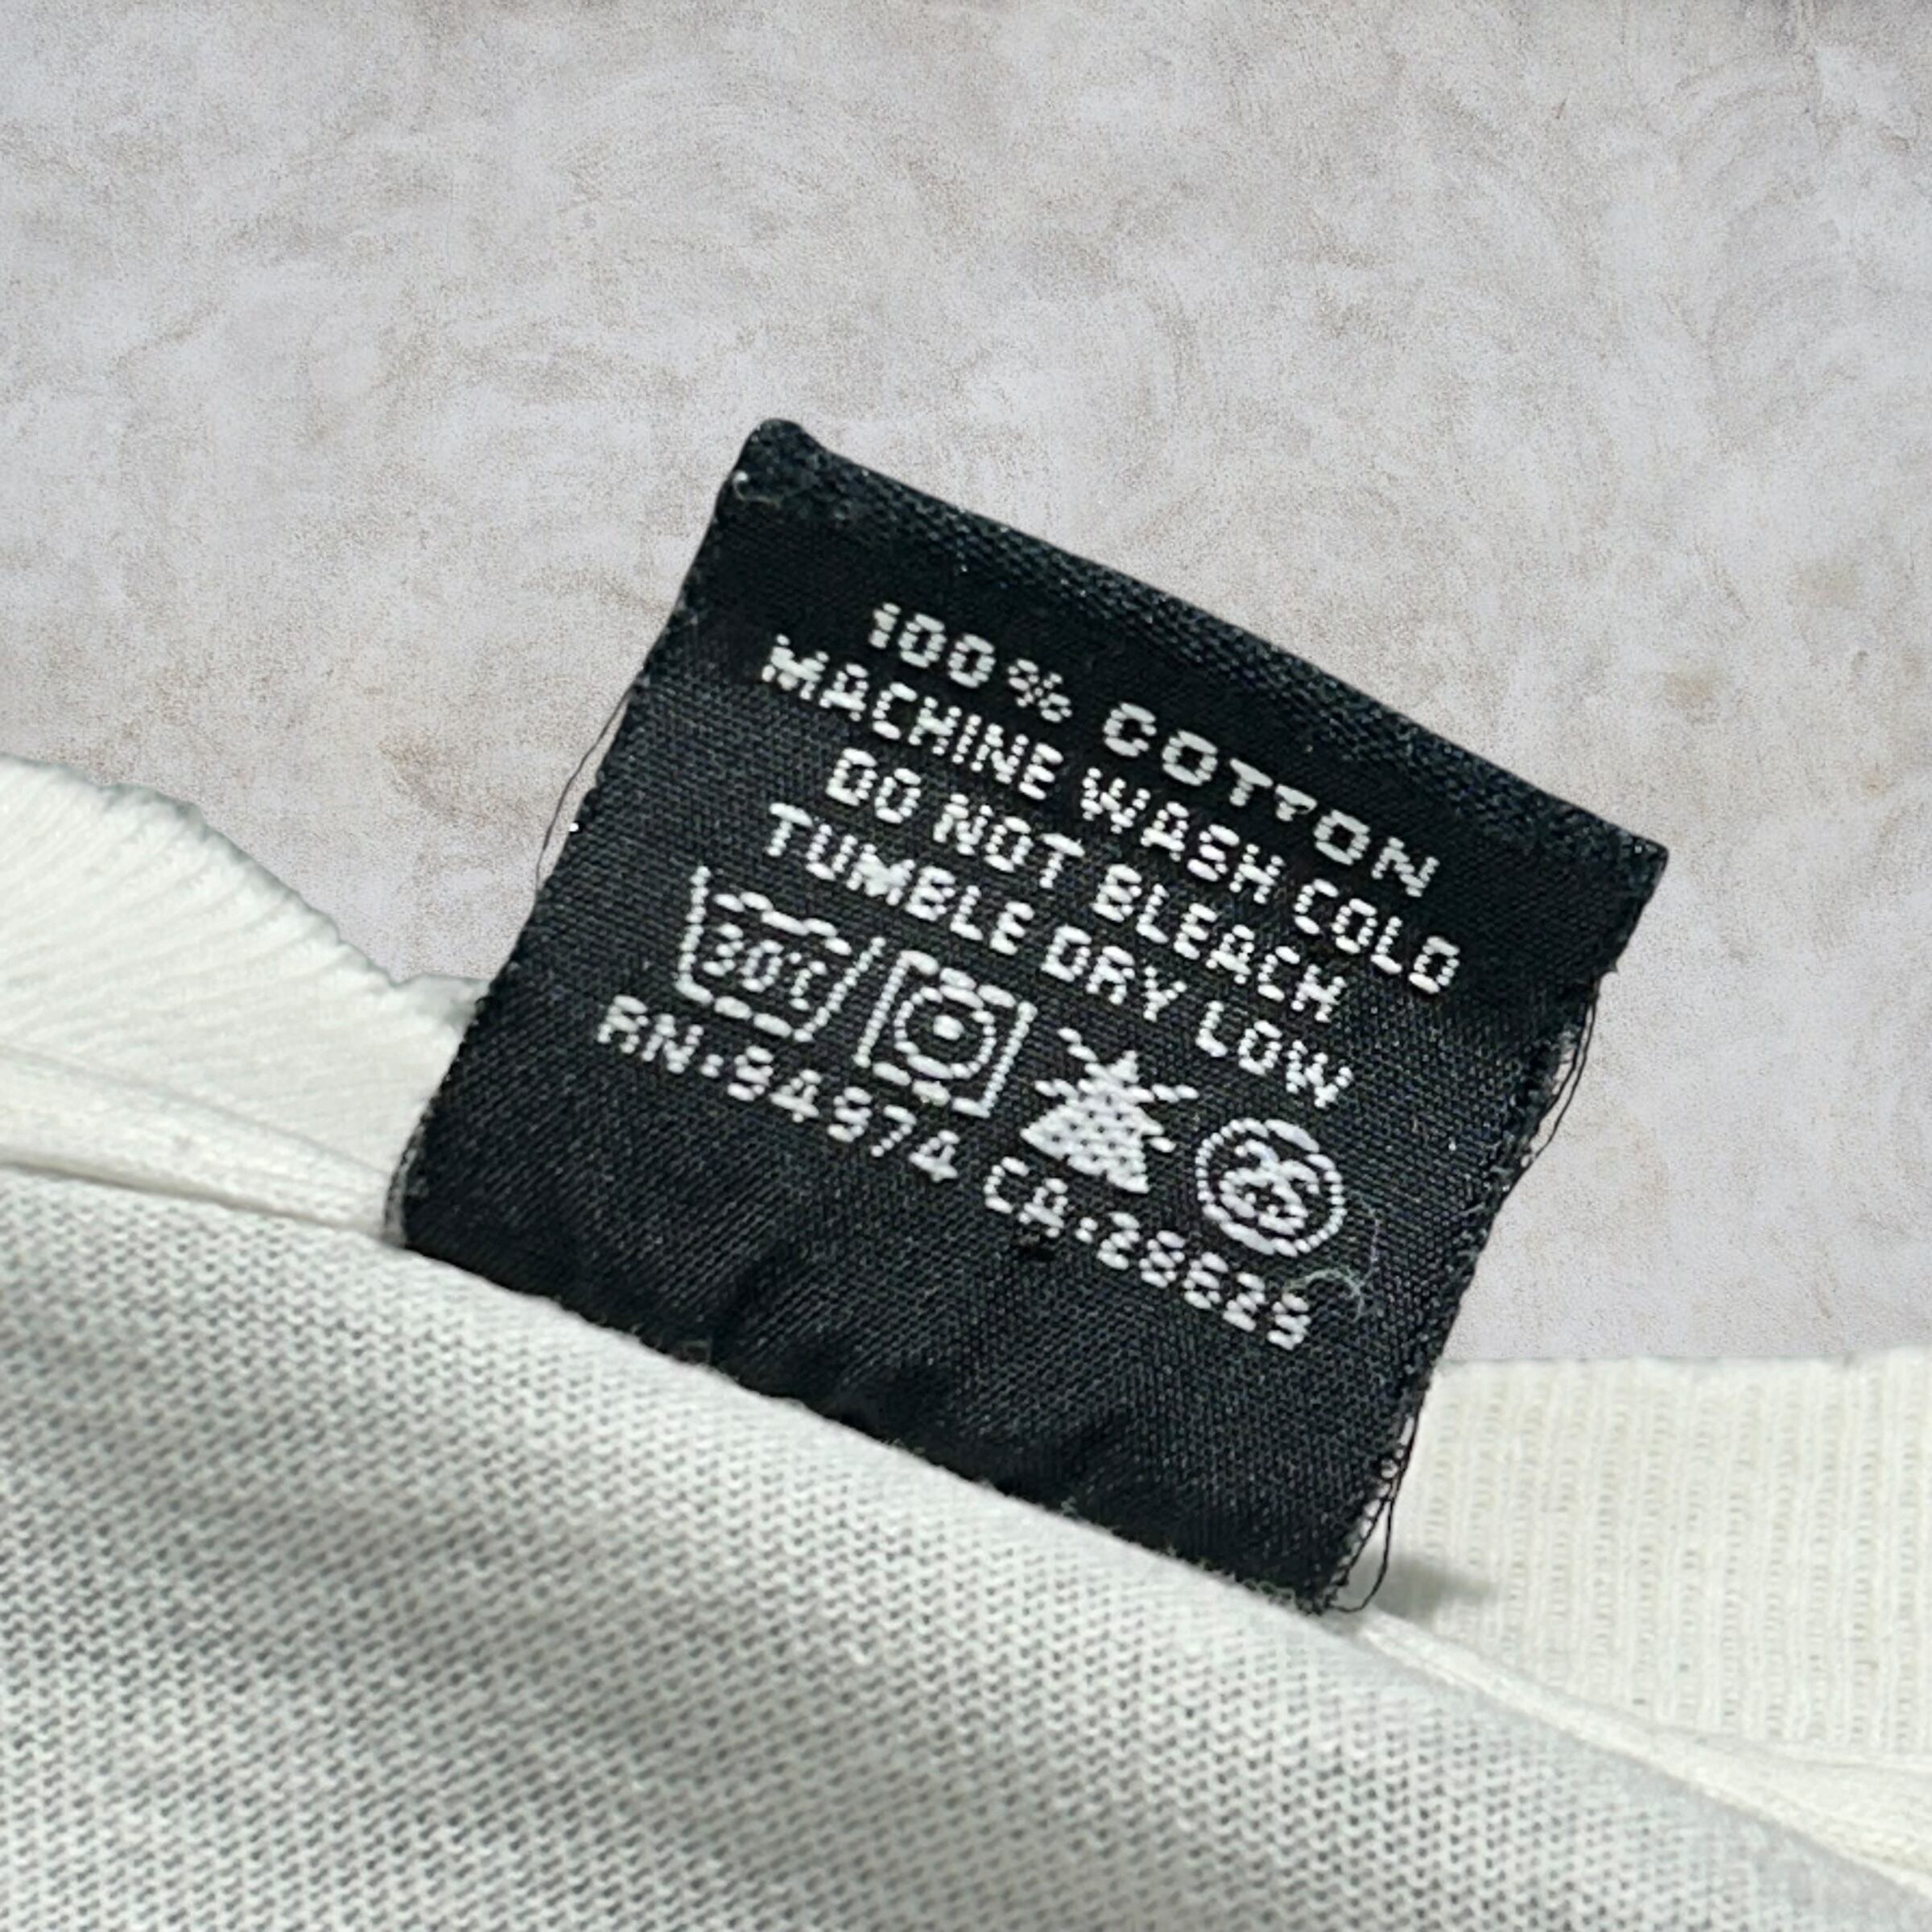 100% COTTON
MACHINE WASH COLD
DO NOT BLEACH
TUMBLE DRY LOW
30℃
RN:94974 CA:28629